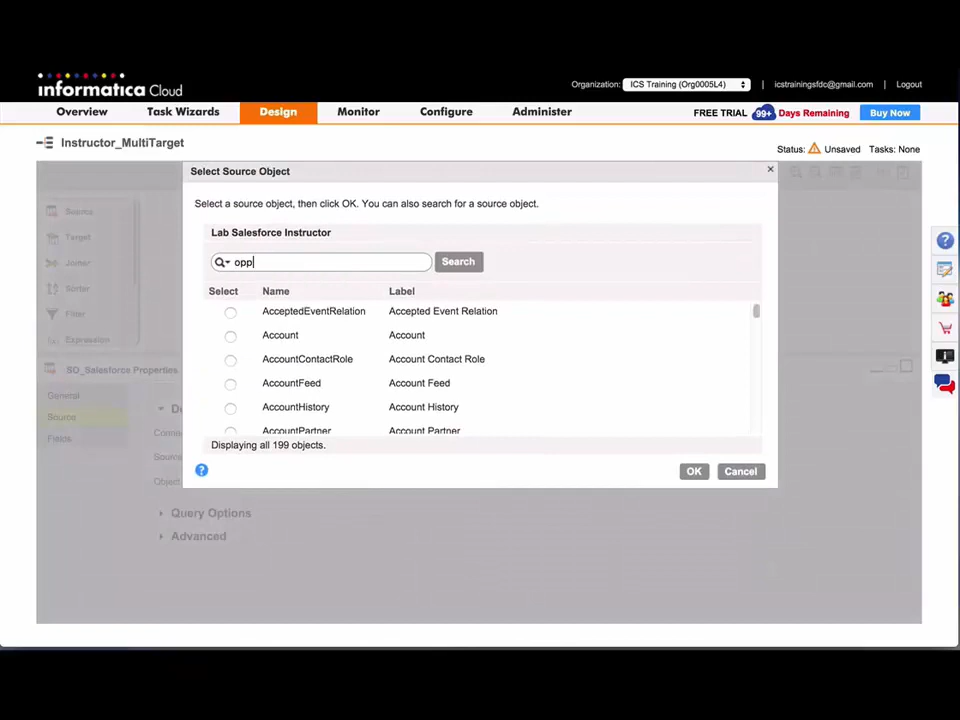 informatica Cloud
Organization: ICS Training (Org0005L4) | icstrainingsfdc@gmail.com | Logout
Overview Task Wizards Design Monitor Configure Administer FREE TRIAL 99+ Days Remaining Buy Now
Instructor_MultiTarget
Status: Unsaved Tasks: None
Select Source Object
Select a source object, then click OK. You can also search for a source object.
Lab Salesforce Instructor
opp Search
Select Name Label
AcceptedEventRelation Accepted Event Relation
Account Account
AccountContactRole Account Contact Role
AccountFeed Account Feed
AccountHistory Account History
AccountPartner Account Partner
Displaying all 199 objects.
OK Cancel
Source
Target
Joiner
Sorter
Filter
Expression
SO_Salesforce Properties
General
Source
Fields
Conne
Source
Object
Query Options
Advanced